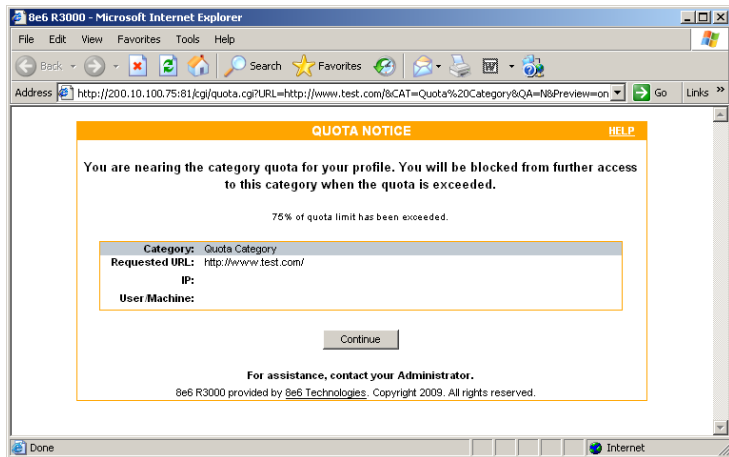 8e6 R3000 - Microsoft Internet Explorer
File Edit View Favorites Tools Help
Back Search Favorites
Address http://200.10.100.75:81/cgi/quota.cgi?URL=http://www.test.com/&CAT=Quota%20Category&QA=N&Preview=on Go Links »
QUOTA NOTICE HELP
You are nearing the category quota for your profile. You will be blocked from further access
to this category when the quota is exceeded.
75% of quota limit has been exceeded.
Category: Quota Category
Requested URL: http://www.test.com/
IP:
User/Machine:
Continue
For assistance, contact your Administrator.
8e6 R3000 provided by 8e6 Technologies. Copyright 2009. All rights reserved.
Done Internet